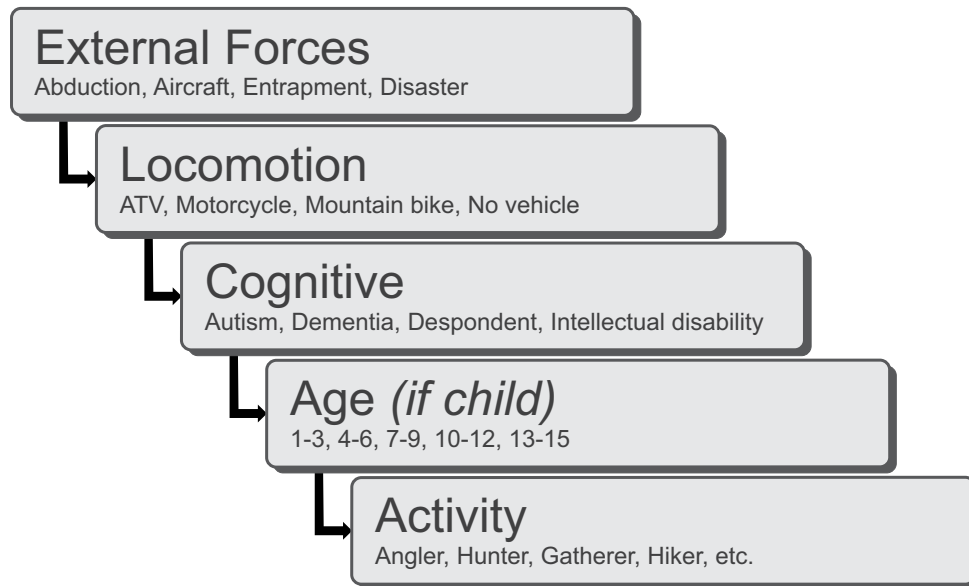 External Forces
Abduction, Aircraft, Entrapment, Disaster
Locomotion
ATV, Motorcycle, Mountain bike, No vehicle
Cognitive
Autism, Dementia, Despondent, Intellectual disability
Age (if child)
1-3, 4-6, 7-9, 10-12, 13-15
Activity
Angler, Hunter, Gatherer, Hiker, etc.